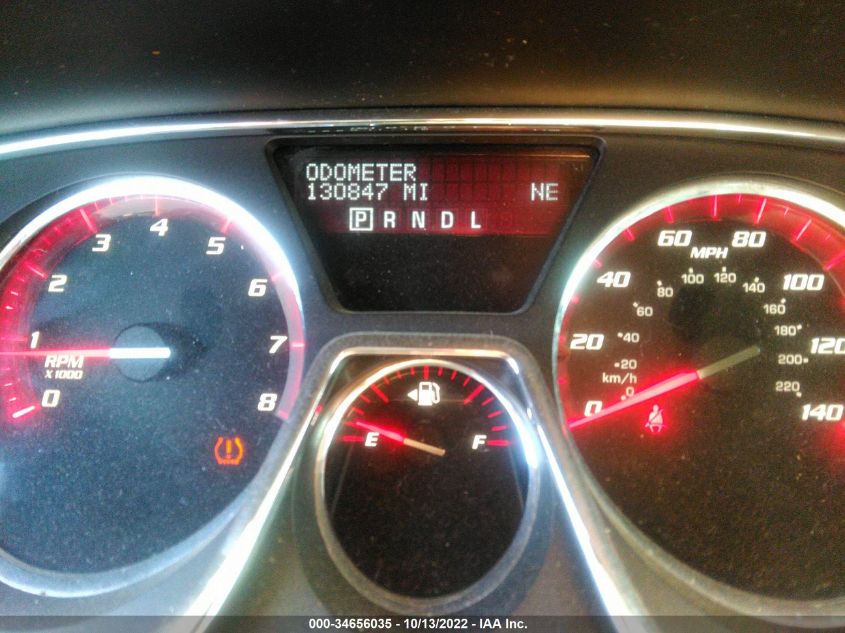 ODOMETER
130847 MI NE
P R N D L
0 1 2 3 4 5 6 7 8
RPM
X 1000
E F
0 20 40 60 80 100 120 140
MPH
0 20 40 60 80 100 120 140 160 180 200 220
km/h
000-34656035 - 10/13/2022 - IAA Inc.